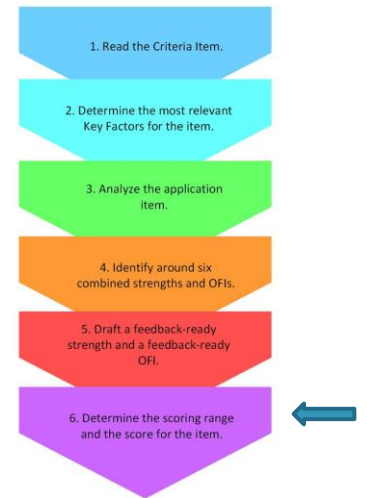 1. Read the Criteria Item.
2. Determine the most relevant
Key Factors for the item.
3. Analyze the application
item.
4. Identify around six
combined strengths and OFIs.
5. Draft a feedback-ready
strength and a feedback-ready
OFI.
6. Determine the scoring range
and the score for the item.